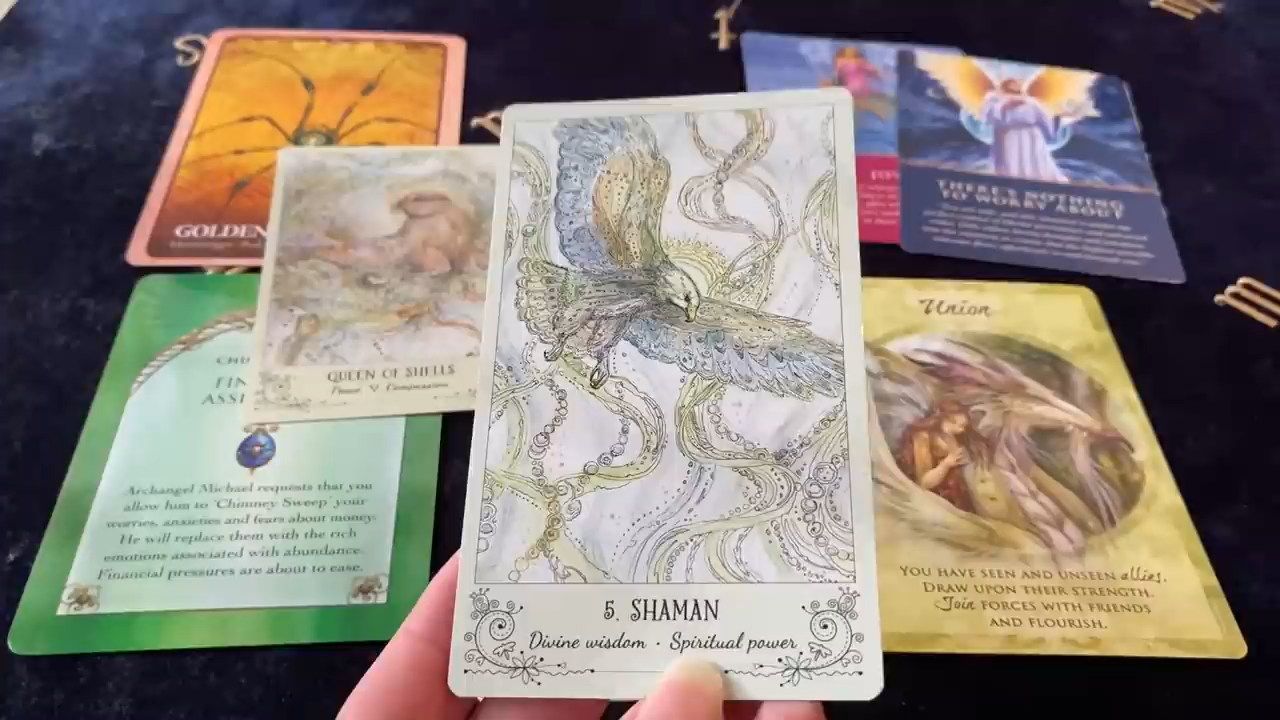 GOLDEN
THERE'S NOTHING
TO WORRY ABOUT
QUEEN OF SHELLS
Power ♡ Compassion
CHI
FIN
ASSI
Archangel Michael requests that you
allow him to 'Chimney Sweep' your
worries, anxieties and fears about money.
He will replace them with the rich
emotions associated with abundance.
Financial pressures are about to ease.
5. SHAMAN
Divine wisdom · Spiritual power
Union
YOU HAVE SEEN AND UNSEEN allies.
DRAW UPON THEIR STRENGTH.
Join FORCES WITH FRIENDS
AND FLOURISH.